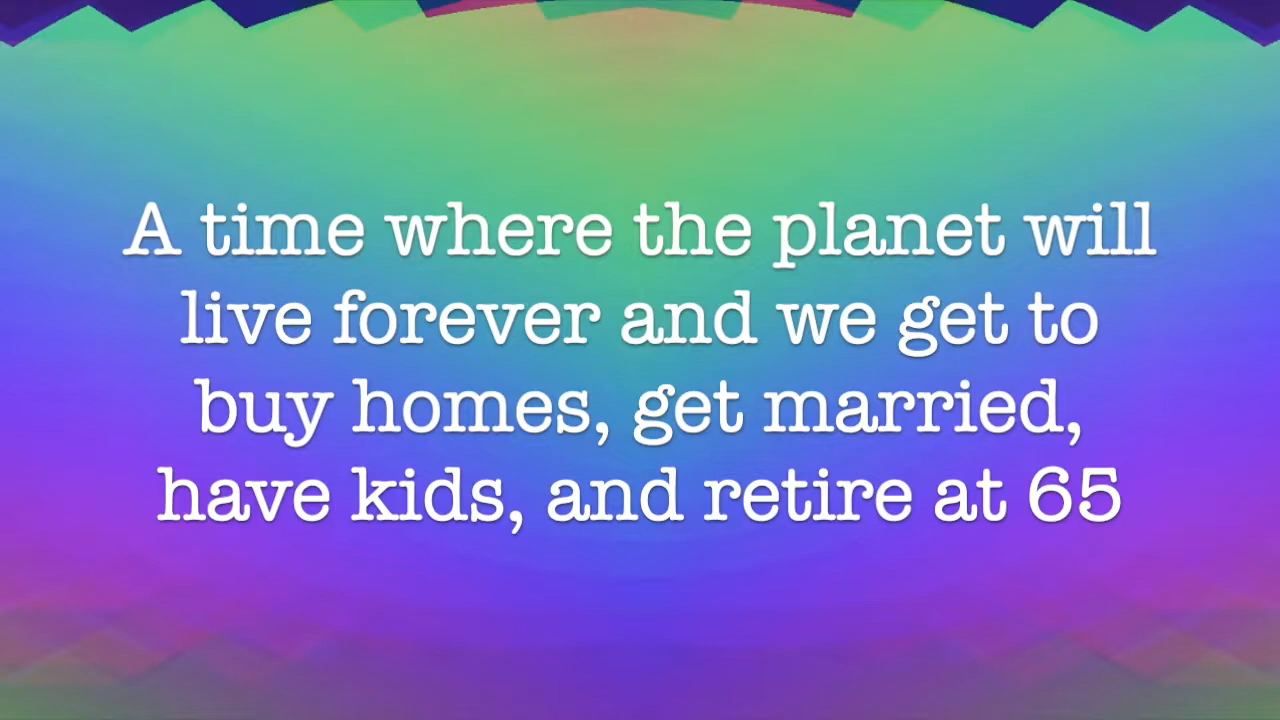 A time where the planet will
live forever and we get to
buy homes, get married,
have kids, and retire at 65